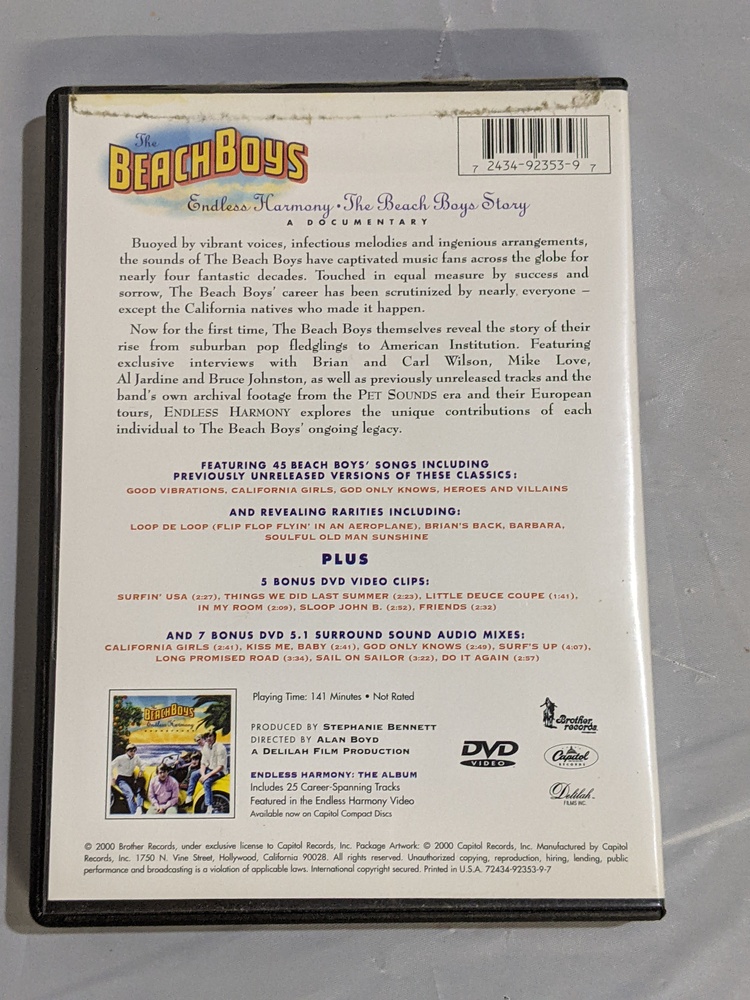 The
BEACH BOYS
7 2434-92353-9 7
Endless Harmony • The Beach Boys Story
A DOCUMENTARY
Buoyed by vibrant voices, infectious melodies and ingenious arrangements,
the sounds of The Beach Boys have captivated music fans across the globe for
nearly four fantastic decades. Touched in equal measure by success and
sorrow, The Beach Boys' career has been scrutinized by nearly everyone –
except the California natives who made it happen.
Now for the first time, The Beach Boys themselves reveal the story of their
rise from suburban pop fledglings to American Institution. Featuring
exclusive interviews with Brian and Carl Wilson, Mike Love,
Al Jardine and Bruce Johnston, as well as previously unreleased tracks and the
band's own archival footage from the PET SOUNDS era and their European
tours, ENDLESS HARMONY explores the unique contributions of each
individual to The Beach Boys' ongoing legacy.
FEATURING 45 BEACH BOYS' SONGS INCLUDING
PREVIOUSLY UNRELEASED VERSIONS OF THESE CLASSICS:
GOOD VIBRATIONS, CALIFORNIA GIRLS, GOD ONLY KNOWS, HEROES AND VILLAINS
AND REVEALING RARITIES INCLUDING:
LOOP DE LOOP (FLIP FLOP FLYIN' IN AN AEROPLANE), BRIAN'S BACK, BARBARA,
SOULFUL OLD MAN SUNSHINE
PLUS
5 BONUS DVD VIDEO CLIPS:
SURFIN' USA (2:27), THINGS WE DID LAST SUMMER (2:23), LITTLE DEUCE COUPE (1:41),
IN MY ROOM (2:09), SLOOP JOHN B. (2:52), FRIENDS (2:32)
AND 7 BONUS DVD 5.1 SURROUND SOUND AUDIO MIXES:
CALIFORNIA GIRLS (2:41), KISS ME, BABY (2:41), GOD ONLY KNOWS (2:49), SURF'S UP (4:07),
LONG PROMISED ROAD (3:34), SAIL ON SAILOR (3:22), DO IT AGAIN (2:57)
The
BEACH BOYS
Endless Harmony
Playing Time: 141 Minutes • Not Rated
PRODUCED BY STEPHANIE BENNETT
DIRECTED BY ALAN BOYD
A DELILAH FILM PRODUCTION
ENDLESS HARMONY: THE ALBUM
Includes 25 Career-Spanning Tracks
Featured in the Endless Harmony Video
Available now on Capitol Compact Discs
DVD
VIDEO
Brother
records
Capitol
RECORDS
Delilah
FILMS INC.
© 2000 Brother Records, under exclusive license to Capitol Records, Inc. Package Artwork: © 2000 Capitol Records, Inc. Manufactured by Capitol
Records, Inc. 1750 N. Vine Street, Hollywood, California 90028. All rights reserved. Unauthorized copying, reproduction, hiring, lending, public
performance and broadcasting is a violation of applicable laws. International copyright secured. Printed in U.S.A. 72434-92353-9-7